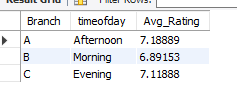 Result Grid Filter Rows:
Branch timeofday Avg_Rating
A Afternoon 7.18889
B Morning 6.89153
C Evening 7.11888